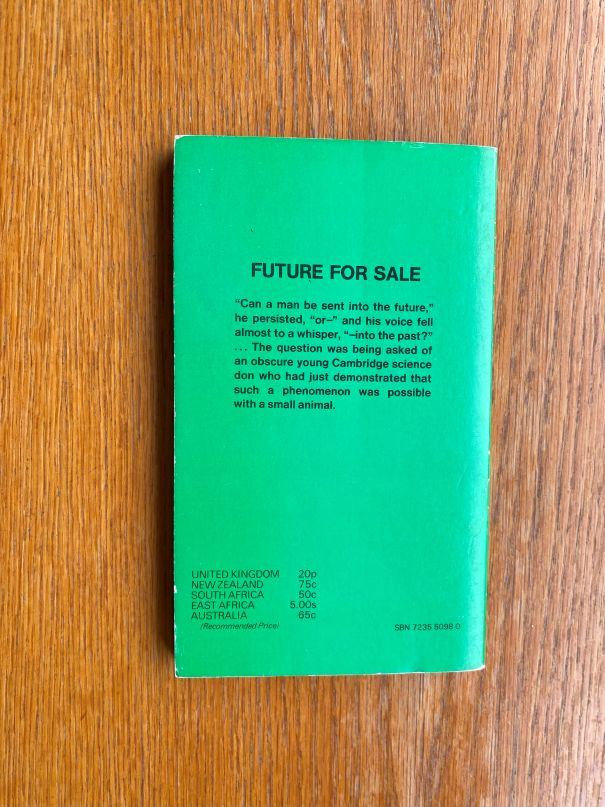 FUTURE FOR SALE
“Can a man be sent into the future,”
he persisted, “or—” and his voice fell
almost to a whisper, “—into the past?”
... The question was being asked of
an obscure young Cambridge science
don who had just demonstrated that
such a phenomenon was possible
with a small animal.
UNITED KINGDOM 20p
NEW ZEALAND 75c
SOUTH AFRICA 50c
EAST AFRICA 5.00s
AUSTRALIA 65c
(Recommended Price)
SBN 7235 5098 0